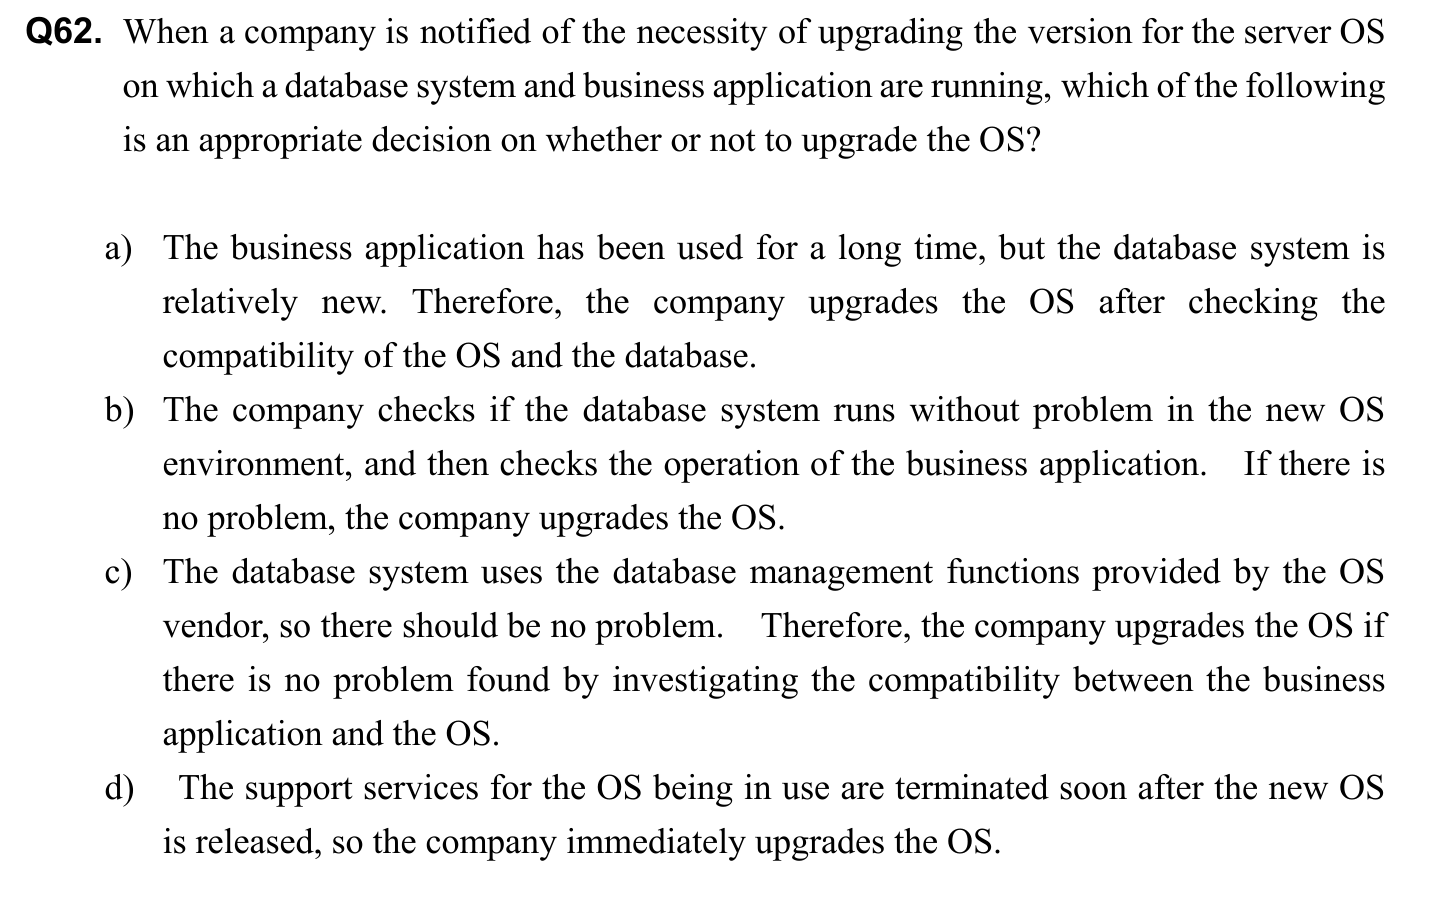 Q62. When a company is notified of the necessity of upgrading the version for the server OS
on which a database system and business application are running, which of the following
is an appropriate decision on whether or not to upgrade the OS?
a) The business application has been used for a long time, but the database system is
relatively new. Therefore, the company upgrades the OS after checking the
compatibility of the OS and the database.
b) The company checks if the database system runs without problem in the new OS
environment, and then checks the operation of the business application. If there is
no problem, the company upgrades the OS.
c) The database system uses the database management functions provided by the OS
vendor, so there should be no problem. Therefore, the company upgrades the OS if
there is no problem found by investigating the compatibility between the business
application and the OS.
d) The support services for the OS being in use are terminated soon after the new OS
is released, so the company immediately upgrades the OS.